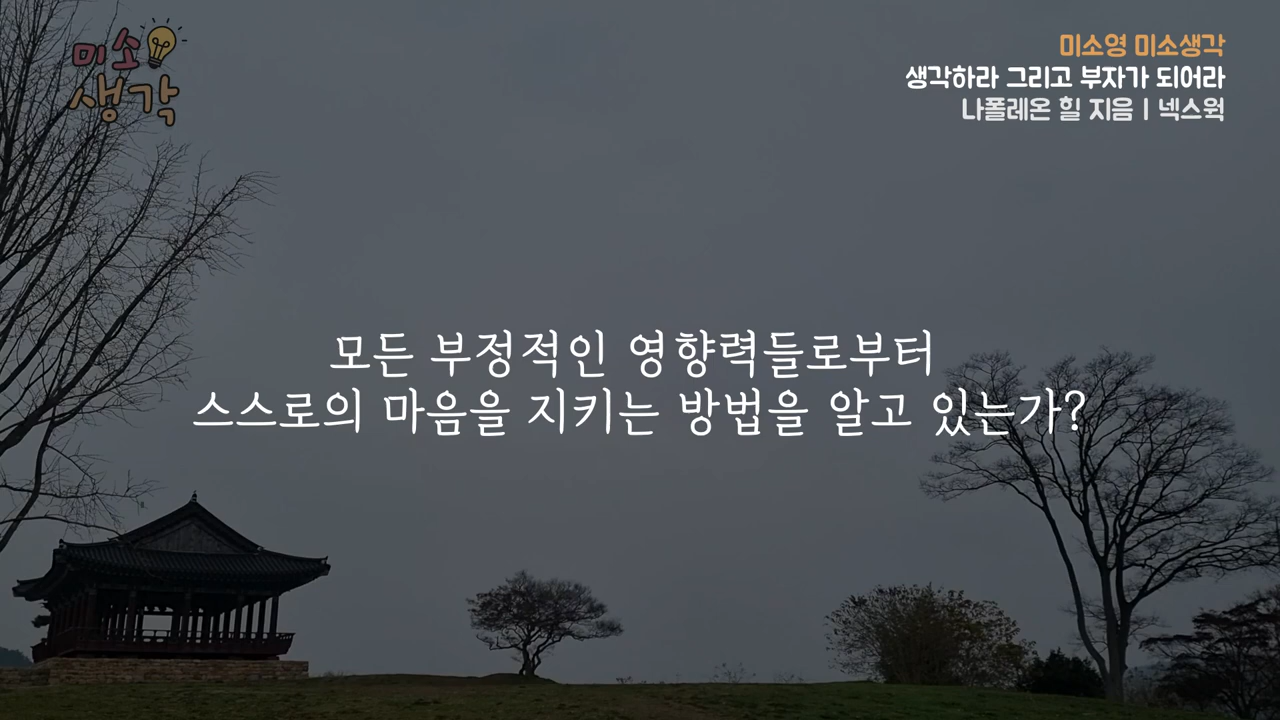 미소
생각
미소영 미소생각
생각하라 그리고 부자가 되어라
나폴레온 힐 지음 | 넥스웍
모든 부정적인 영향력들로부터
스스로의 마음을 지키는 방법을 알고 있는가?